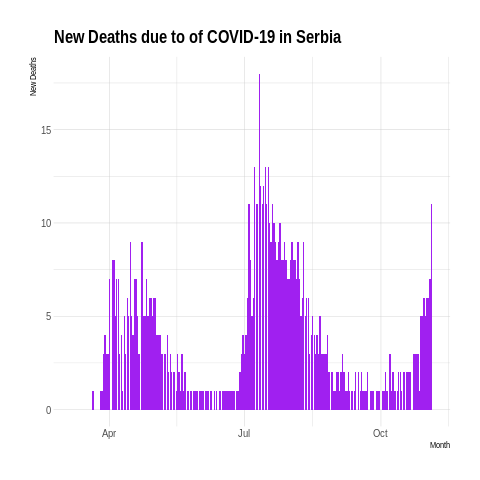 New Deaths due to of COVID-19 in Serbia
New Deaths
15
10
5
0
Apr
Jul
Oct
Month